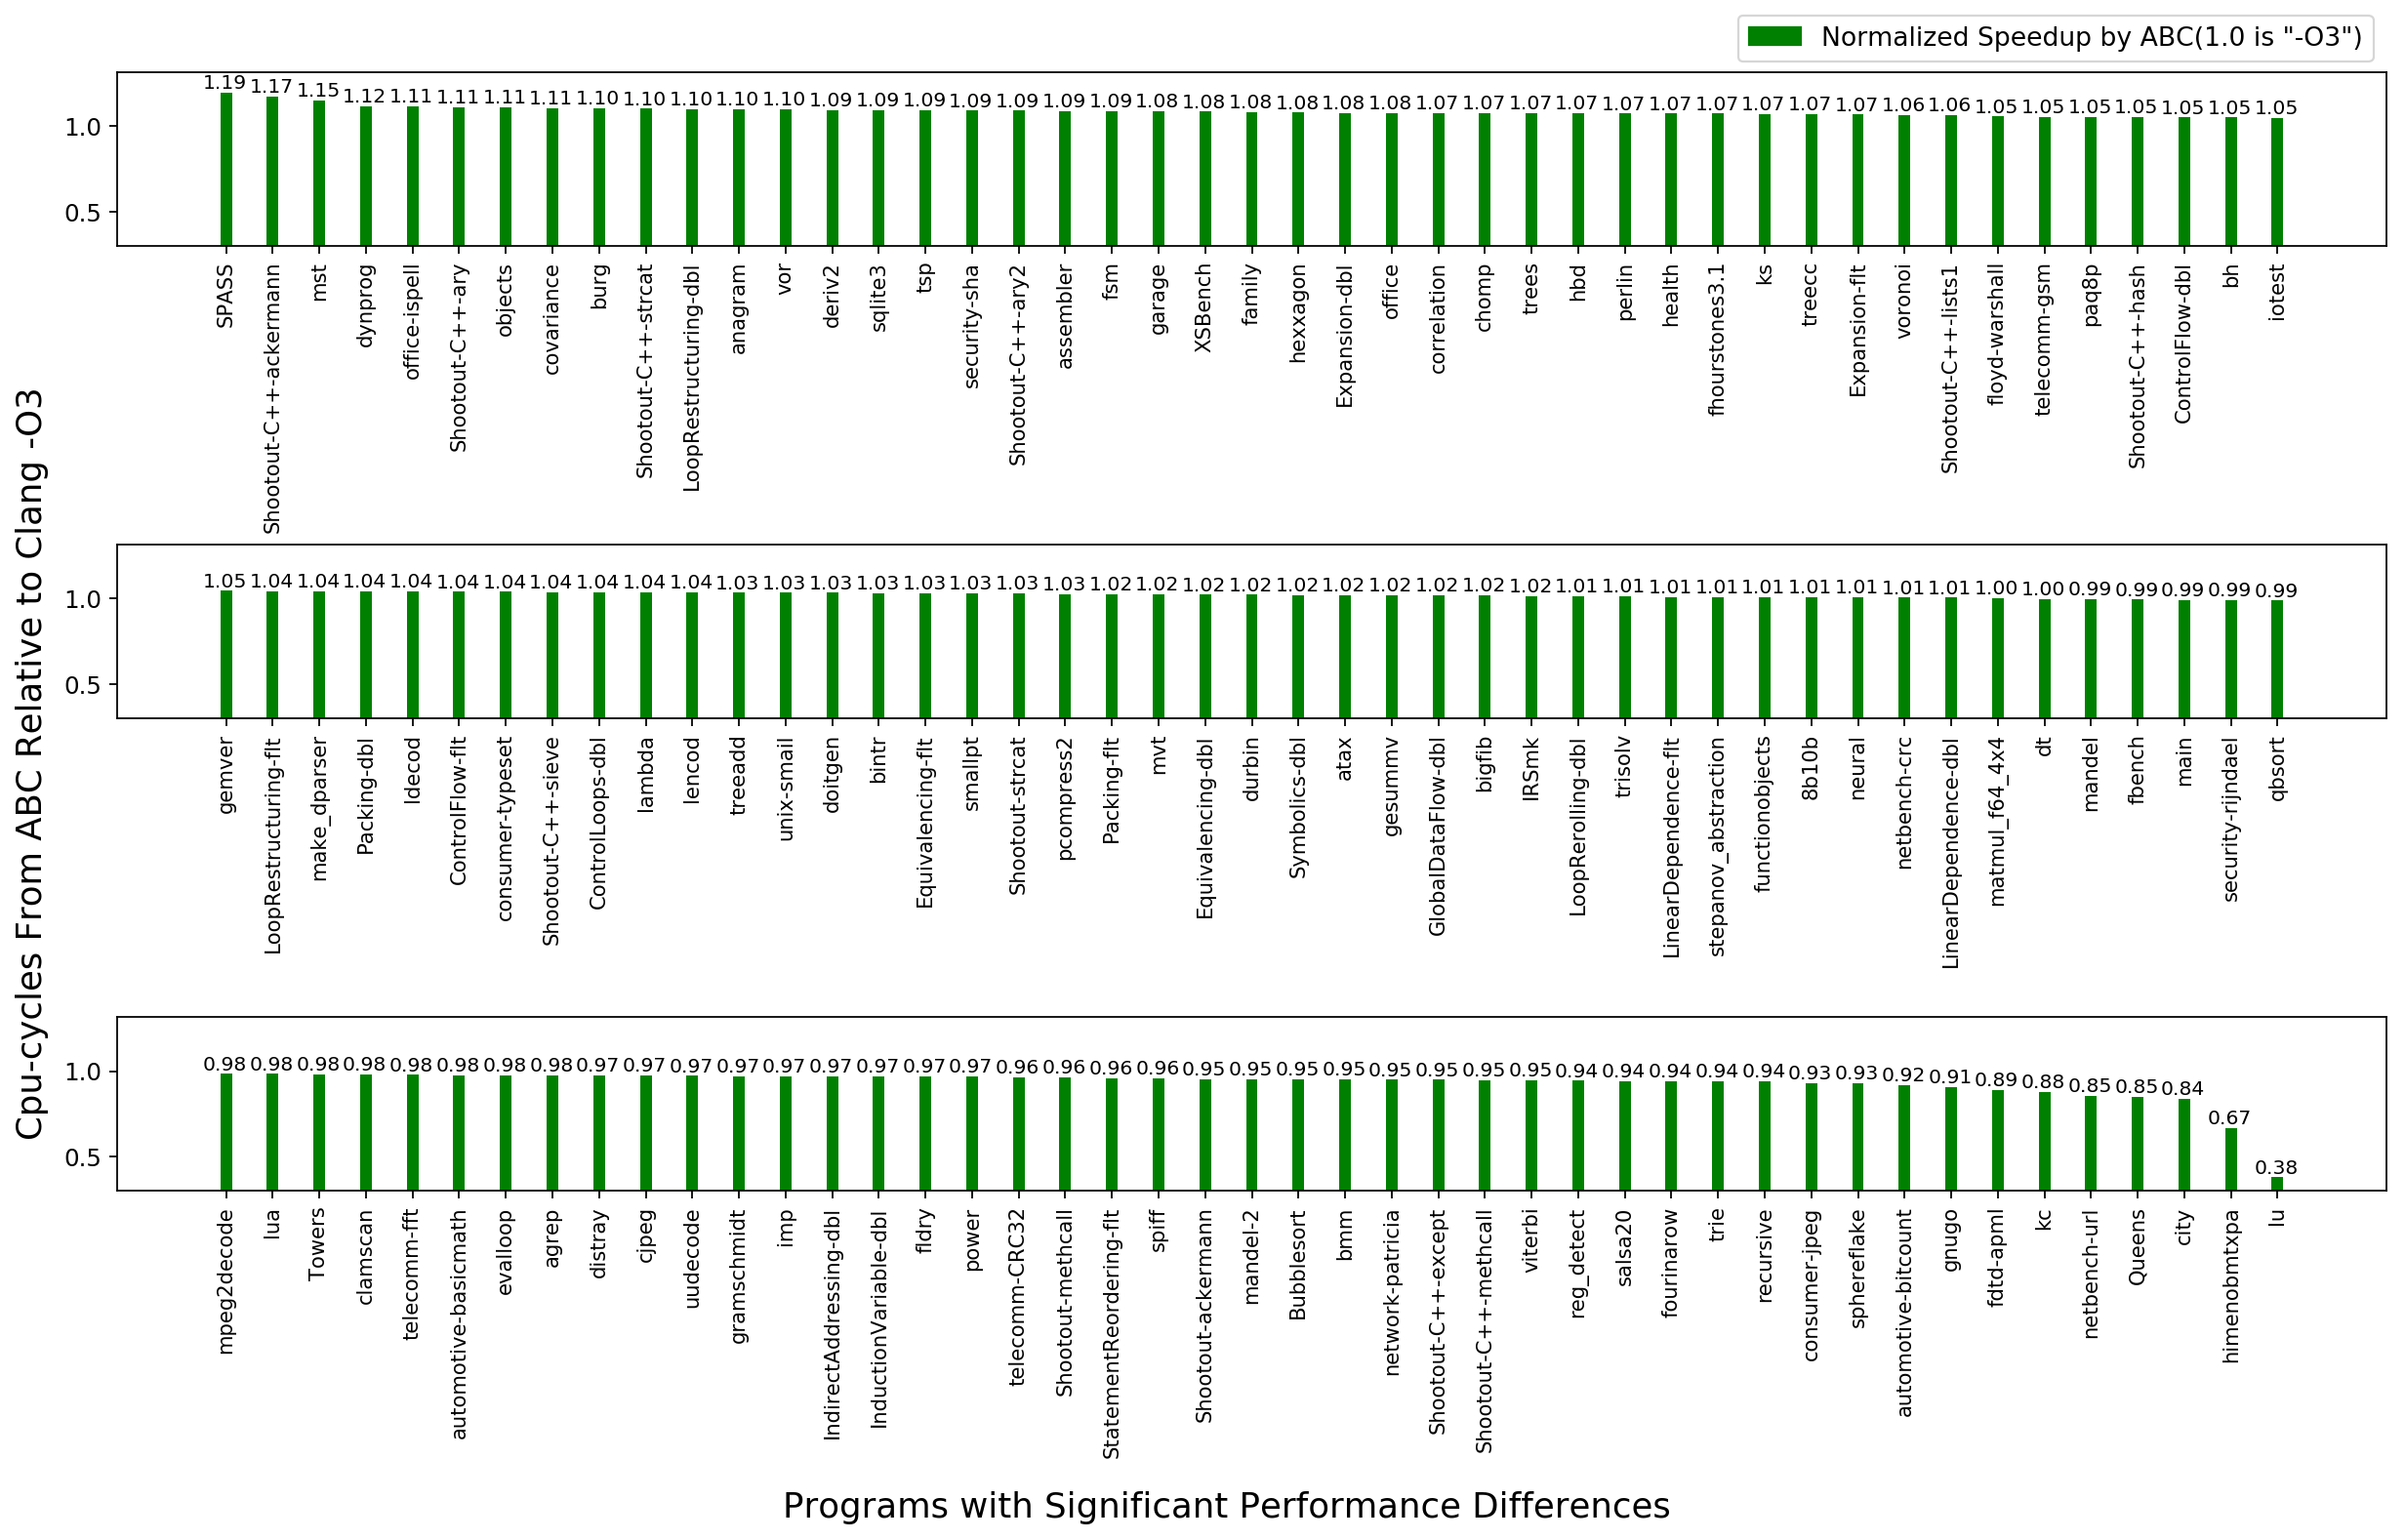 Normalized Speedup by ABC(1.0 is "-O3")
Cpu-cycles From ABC Relative to Clang -O3
1.19 1.17 1.15 1.12 1.11 1.11 1.11 1.11 1.10 1.10 1.10 1.10 1.10 1.09 1.09 1.09 1.09 1.09 1.09 1.09 1.08 1.08 1.08 1.08 1.08 1.08 1.07 1.07 1.07 1.07 1.07 1.07 1.07 1.07 1.07 1.07 1.06 1.06 1.05 1.05 1.05 1.05 1.05 1.05 1.05
1.0
0.5
SPASS
Shootout-C++-ackermann
mst
dynprog
office-ispell
Shootout-C++-ary
objects
covariance
burg
Shootout-C++-strcat
LoopRestructuring-dbl
anagram
vor
deriv2
sqlite3
tsp
security-sha
Shootout-C++-ary2
assembler
fsm
garage
XSBench
family
hexxagon
Expansion-dbl
office
correlation
chomp
trees
hbd
perlin
health
fhourstones3.1
ks
treecc
Expansion-flt
voronoi
Shootout-C++-lists1
floyd-warshall
telecomm-gsm
paq8p
Shootout-C++-hash
ControlFlow-dbl
bh
iotest
1.05 1.04 1.04 1.04 1.04 1.04 1.04 1.04 1.04 1.04 1.04 1.03 1.03 1.03 1.03 1.03 1.03 1.03 1.03 1.02 1.02 1.02 1.02 1.02 1.02 1.02 1.02 1.02 1.02 1.01 1.01 1.01 1.01 1.01 1.01 1.01 1.01 1.01 1.00 1.00 0.99 0.99 0.99 0.99 0.99
1.0
0.5
gemver
LoopRestructuring-flt
make_dparser
Packing-dbl
ldecod
ControlFlow-flt
consumer-typeset
Shootout-C++-sieve
ControlLoops-dbl
lambda
lencod
treeadd
unix-smail
doitgen
bintr
Equivalencing-flt
smallpt
Shootout-strcat
pcompress2
Packing-flt
mvt
Equivalencing-dbl
durbin
Symbolics-dbl
atax
gesummv
GlobalDataFlow-dbl
bigfib
IRSmk
LoopRerolling-dbl
trisolv
LinearDependence-flt
stepanov_abstraction
functionobjects
8b10b
neural
netbench-crc
LinearDependence-dbl
matmul_f64_4x4
dt
mandel
fbench
main
security-rijndael
qbsort
0.98 0.98 0.98 0.98 0.98 0.98 0.98 0.98 0.97 0.97 0.97 0.97 0.97 0.97 0.97 0.97 0.97 0.96 0.96 0.96 0.96 0.95 0.95 0.95 0.95 0.95 0.95 0.95 0.95 0.94 0.94 0.94 0.94 0.94 0.93 0.93 0.92 0.91 0.89 0.88 0.85 0.85 0.84 0.67 0.38
1.0
0.5
mpeg2decode
lua
Towers
clamscan
telecomm-fft
automotive-basicmath
evalloop
agrep
distray
cjpeg
uudecode
gramschmidt
imp
IndirectAddressing-dbl
InductionVariable-dbl
fldry
power
telecomm-CRC32
Shootout-methcall
StatementReordering-flt
spiff
Shootout-ackermann
mandel-2
Bubblesort
bmm
network-patricia
Shootout-C++-except
Shootout-C++-methcall
viterbi
reg_detect
salsa20
fourinarow
trie
recursive
consumer-jpeg
sphereflake
automotive-bitcount
gnugo
fdtd-apml
kc
netbench-url
Queens
city
himenobmtxpa
lu
Programs with Significant Performance Differences